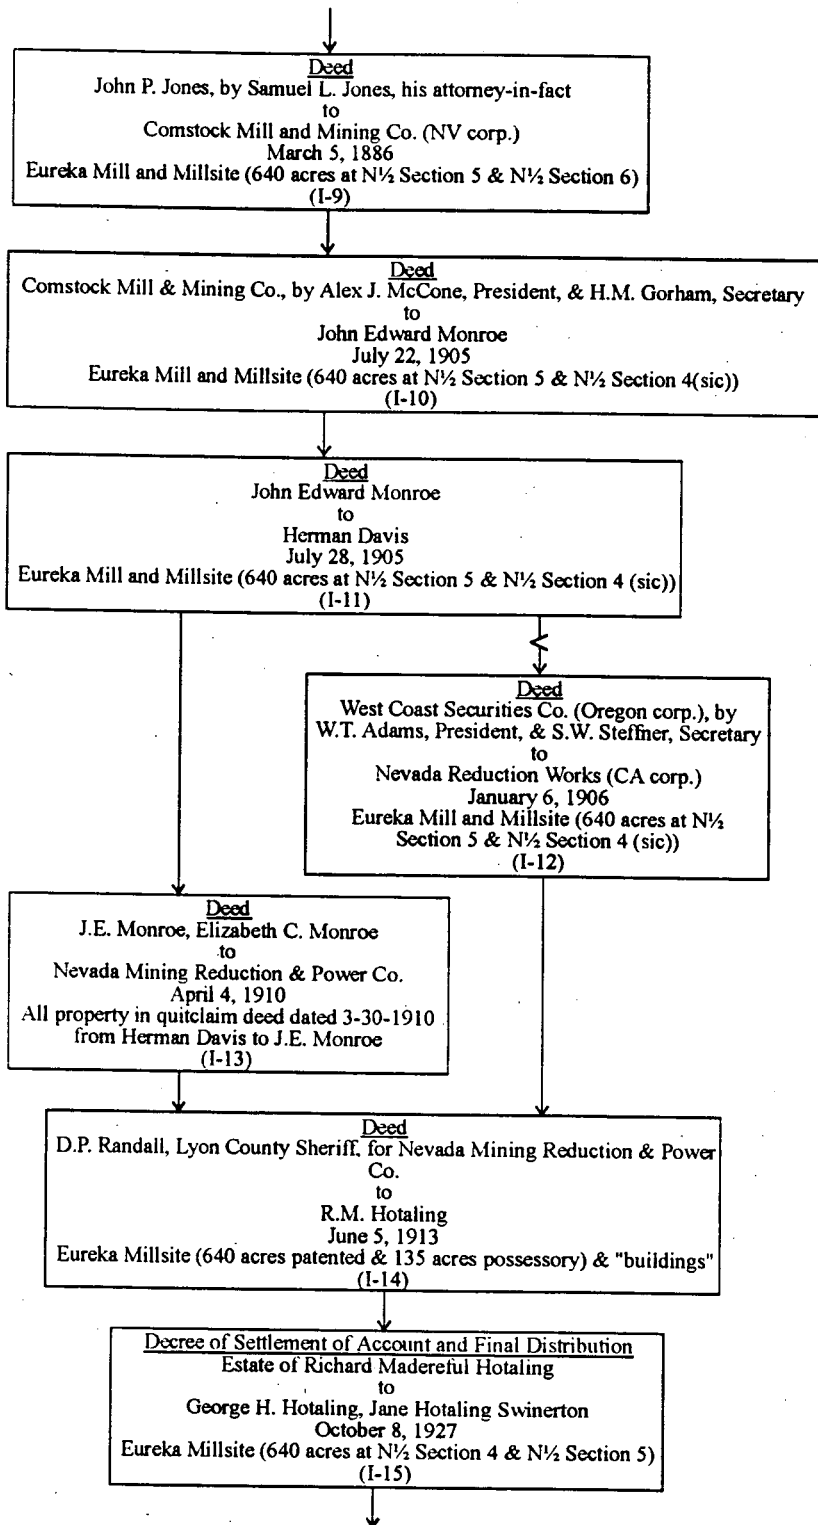 Deed
John P. Jones, by Samuel L. Jones, his attorney-in-fact
to
Comstock Mill and Mining Co. (NV corp.)
March 5, 1886
Eureka Mill and Millsite (640 acres at N½ Section 5 & N½ Section 6)
(I-9)
Deed
Comstock Mill & Mining Co., by Alex J. McCone, President, & H.M. Gorham, Secretary
to
John Edward Monroe
July 22, 1905
Eureka Mill and Millsite (640 acres at N½ Section 5 & N½ Section 4(sic))
(I-10)
Deed
John Edward Monroe
to
Herman Davis
July 28, 1905
Eureka Mill and Millsite (640 acres at N½ Section 5 & N½ Section 4 (sic))
(I-11)
Deed
West Coast Securities Co. (Oregon corp.), by
W.T. Adams, President, & S.W. Steffner, Secretary
to
Nevada Reduction Works (CA corp.)
January 6, 1906
Eureka Mill and Millsite (640 acres at N½
Section 5 & N½ Section 4 (sic))
(I-12)
Deed
J.E. Monroe, Elizabeth C. Monroe
to
Nevada Mining Reduction & Power Co.
April 4, 1910
All property in quitclaim deed dated 3-30-1910
from Herman Davis to J.E. Monroe
(I-13)
Deed
D.P. Randall, Lyon County Sheriff, for Nevada Mining Reduction & Power
Co.
to
R.M. Hotaling
June 5, 1913
Eureka Millsite (640 acres patented & 135 acres possessory) & "buildings"
(I-14)
Decree of Settlement of Account and Final Distribution
Estate of Richard Madereful Hotaling
to
George H. Hotaling, Jane Hotaling Swinerton
October 8, 1927
Eureka Millsite (640 acres at N½ Section 4 & N½ Section 5)
(I-15)